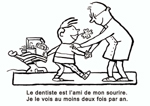 Le dentiste est l'ami de mon sourire.
Je le vois au moins deux fois par an.